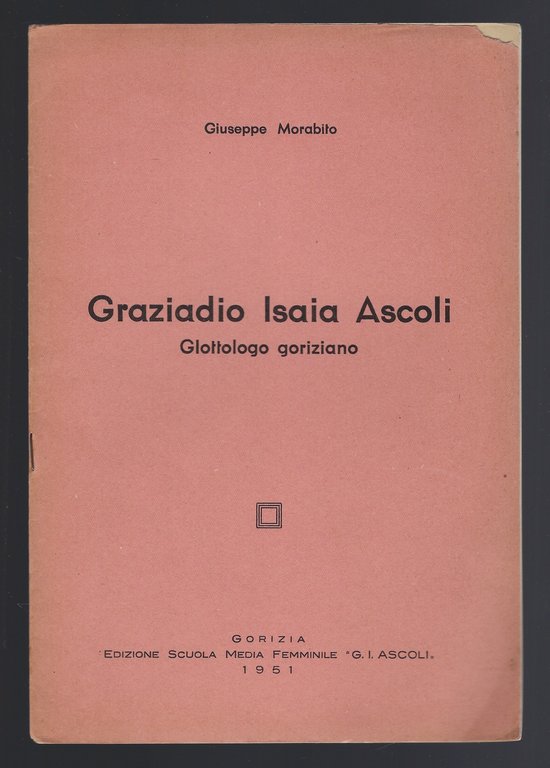 Giuseppe Morabito
Graziadio Isaia Ascoli
Glottologo goriziano
GORIZIA
EDIZIONE SCUOLA MEDIA FEMMINILE "G. I. ASCOLI„
1951